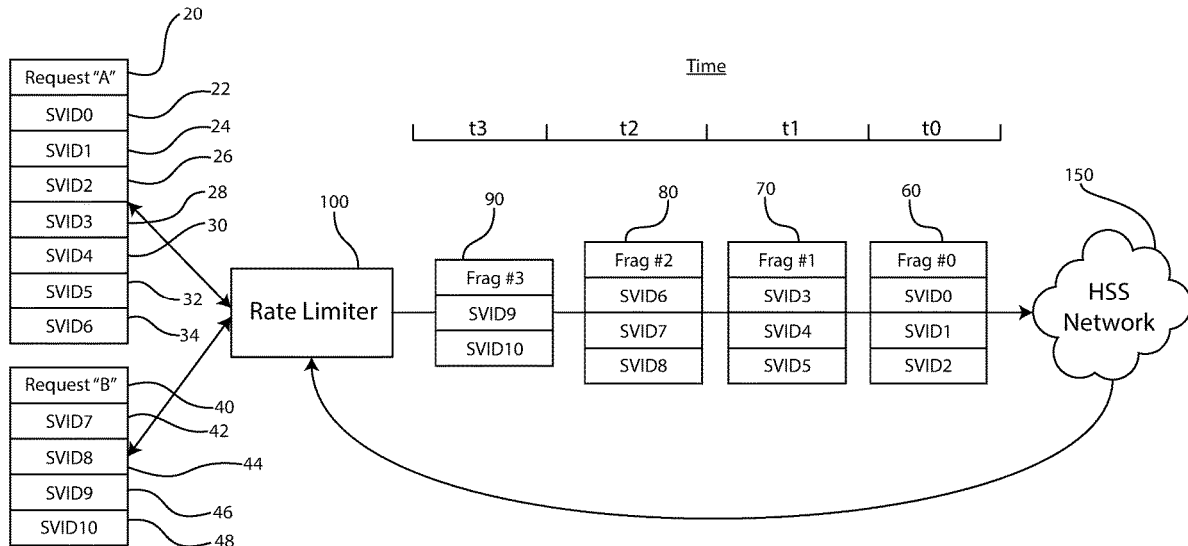 20
Request "A"
SVID0
22
SVID1
24
SVID2
26
SVID3
28
SVID4
30
SVID5
32
SVID6
34
Request "B"
40
SVID7
42
SVID8
44
SVID9
46
SVID10
48
100
Rate Limiter
Time
t3
t2
t1
t0
90
Frag #3
SVID9
SVID10
80
Frag #2
SVID6
SVID7
SVID8
70
Frag #1
SVID3
SVID4
SVID5
60
Frag #0
SVID0
SVID1
SVID2
150
HSS
Network